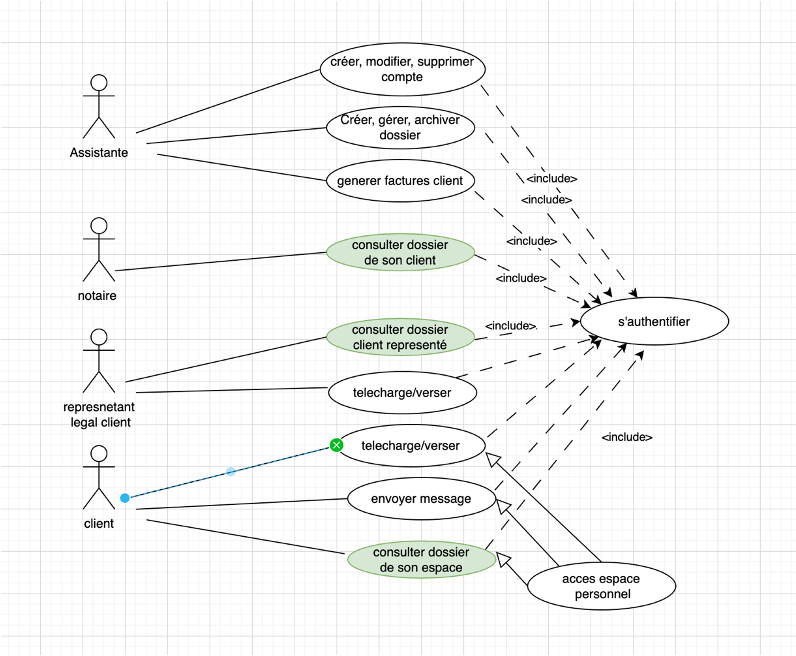 créer, modifier, supprimer
compte
Assistante
Créer, gérer, archiver
dossier
generer factures client
<include>
<include>
notaire
consulter dossier
de son client
<include>
<include>
s'authentifier
represnetant
legal client
consulter dossier
client representé
<include>
telecharge/verser
client
telecharge/verser
<include>
envoyer message
consulter dossier
de son espace
acces espace
personnel